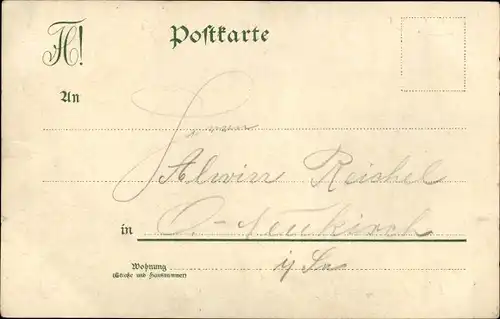 H!
Postkarte
An
Herrn
Alwin Reichel
in O.-Neukirch
i/Sa
Wohnung
(Straße und Hausnummer)